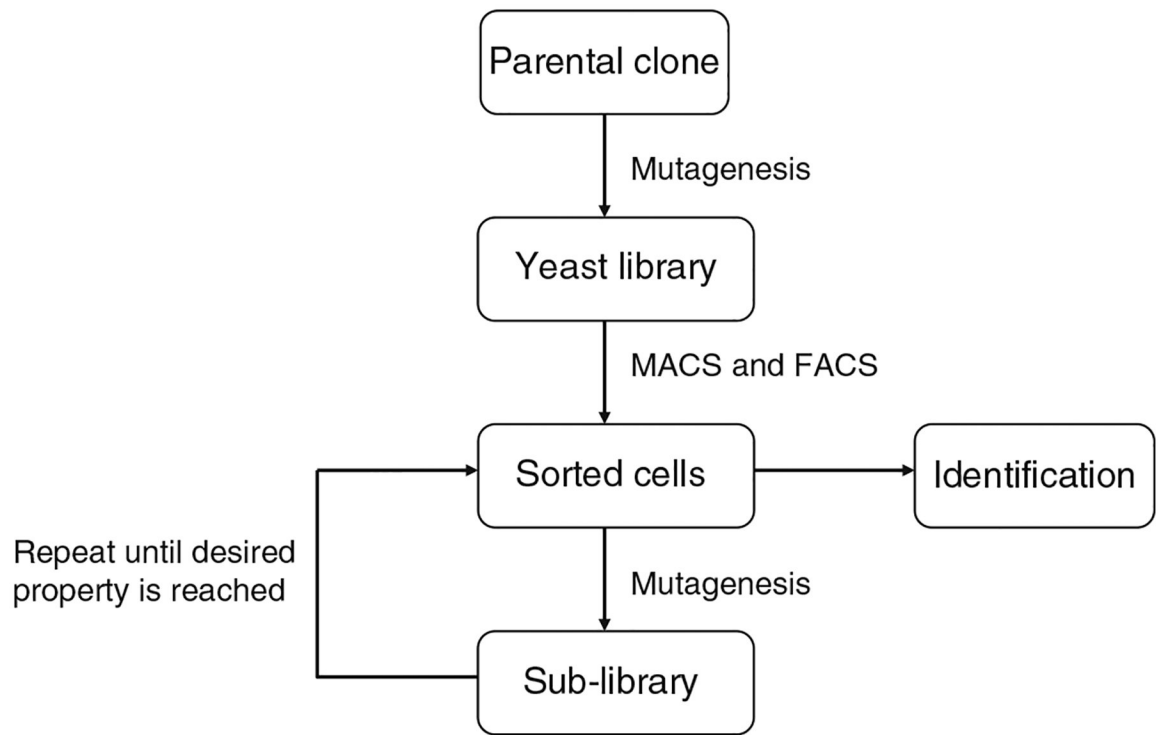 Parental clone
Mutagenesis
Yeast library
MACS and FACS
Sorted cells
Identification
Repeat until desired
property is reached
Mutagenesis
Sub-library